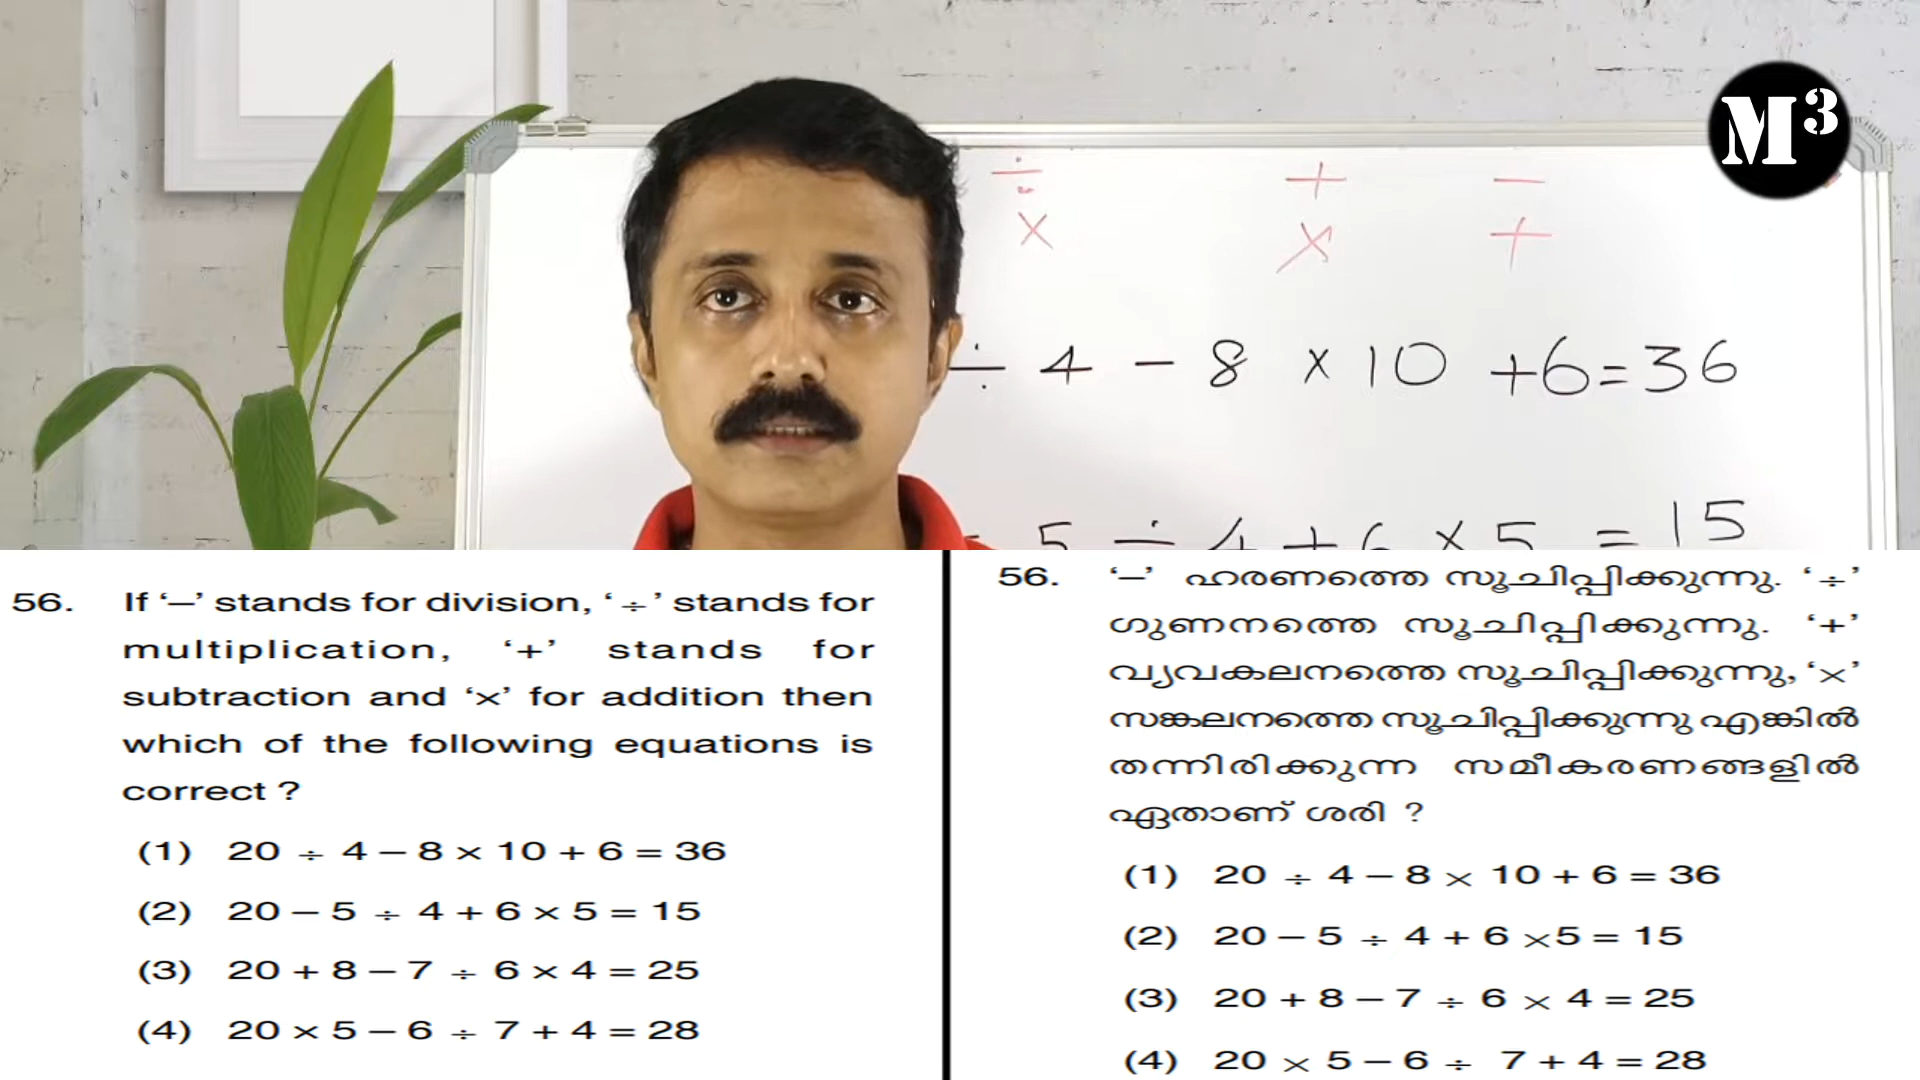 M³
÷ + −
× × +
÷ 4 − 8 × 10 + 6 = 36
5 ÷ 4 + 6 × 5 = 15
56. If ‘–’ stands for division, ‘÷’ stands for
multiplication, ‘+’ stands for
subtraction and ‘×’ for addition then
which of the following equations is
correct ?
(1) 20 ÷ 4 – 8 × 10 + 6 = 36
(2) 20 – 5 ÷ 4 + 6 × 5 = 15
(3) 20 + 8 – 7 ÷ 6 × 4 = 25
(4) 20 × 5 – 6 ÷ 7 + 4 = 28
56. ‘–’ ഹരണത്തെ സൂചിപ്പിക്കുന്നു. ‘÷’
ഗുണനത്തെ സൂചിപ്പിക്കുന്നു. ‘+’
വ്യവകലനത്തെ സൂചിപ്പിക്കുന്നു, ‘×’
സങ്കലനത്തെ സൂചിപ്പിക്കുന്നു എങ്കിൽ
തന്നിരിക്കുന്ന സമീകരണങ്ങളിൽ
ഏതാണ് ശരി ?
(1) 20 ÷ 4 – 8 × 10 + 6 = 36
(2) 20 – 5 ÷ 4 + 6 ×5 = 15
(3) 20 + 8 – 7 ÷ 6 × 4 = 25
(4) 20 × 5 – 6 ÷ 7 + 4 = 28